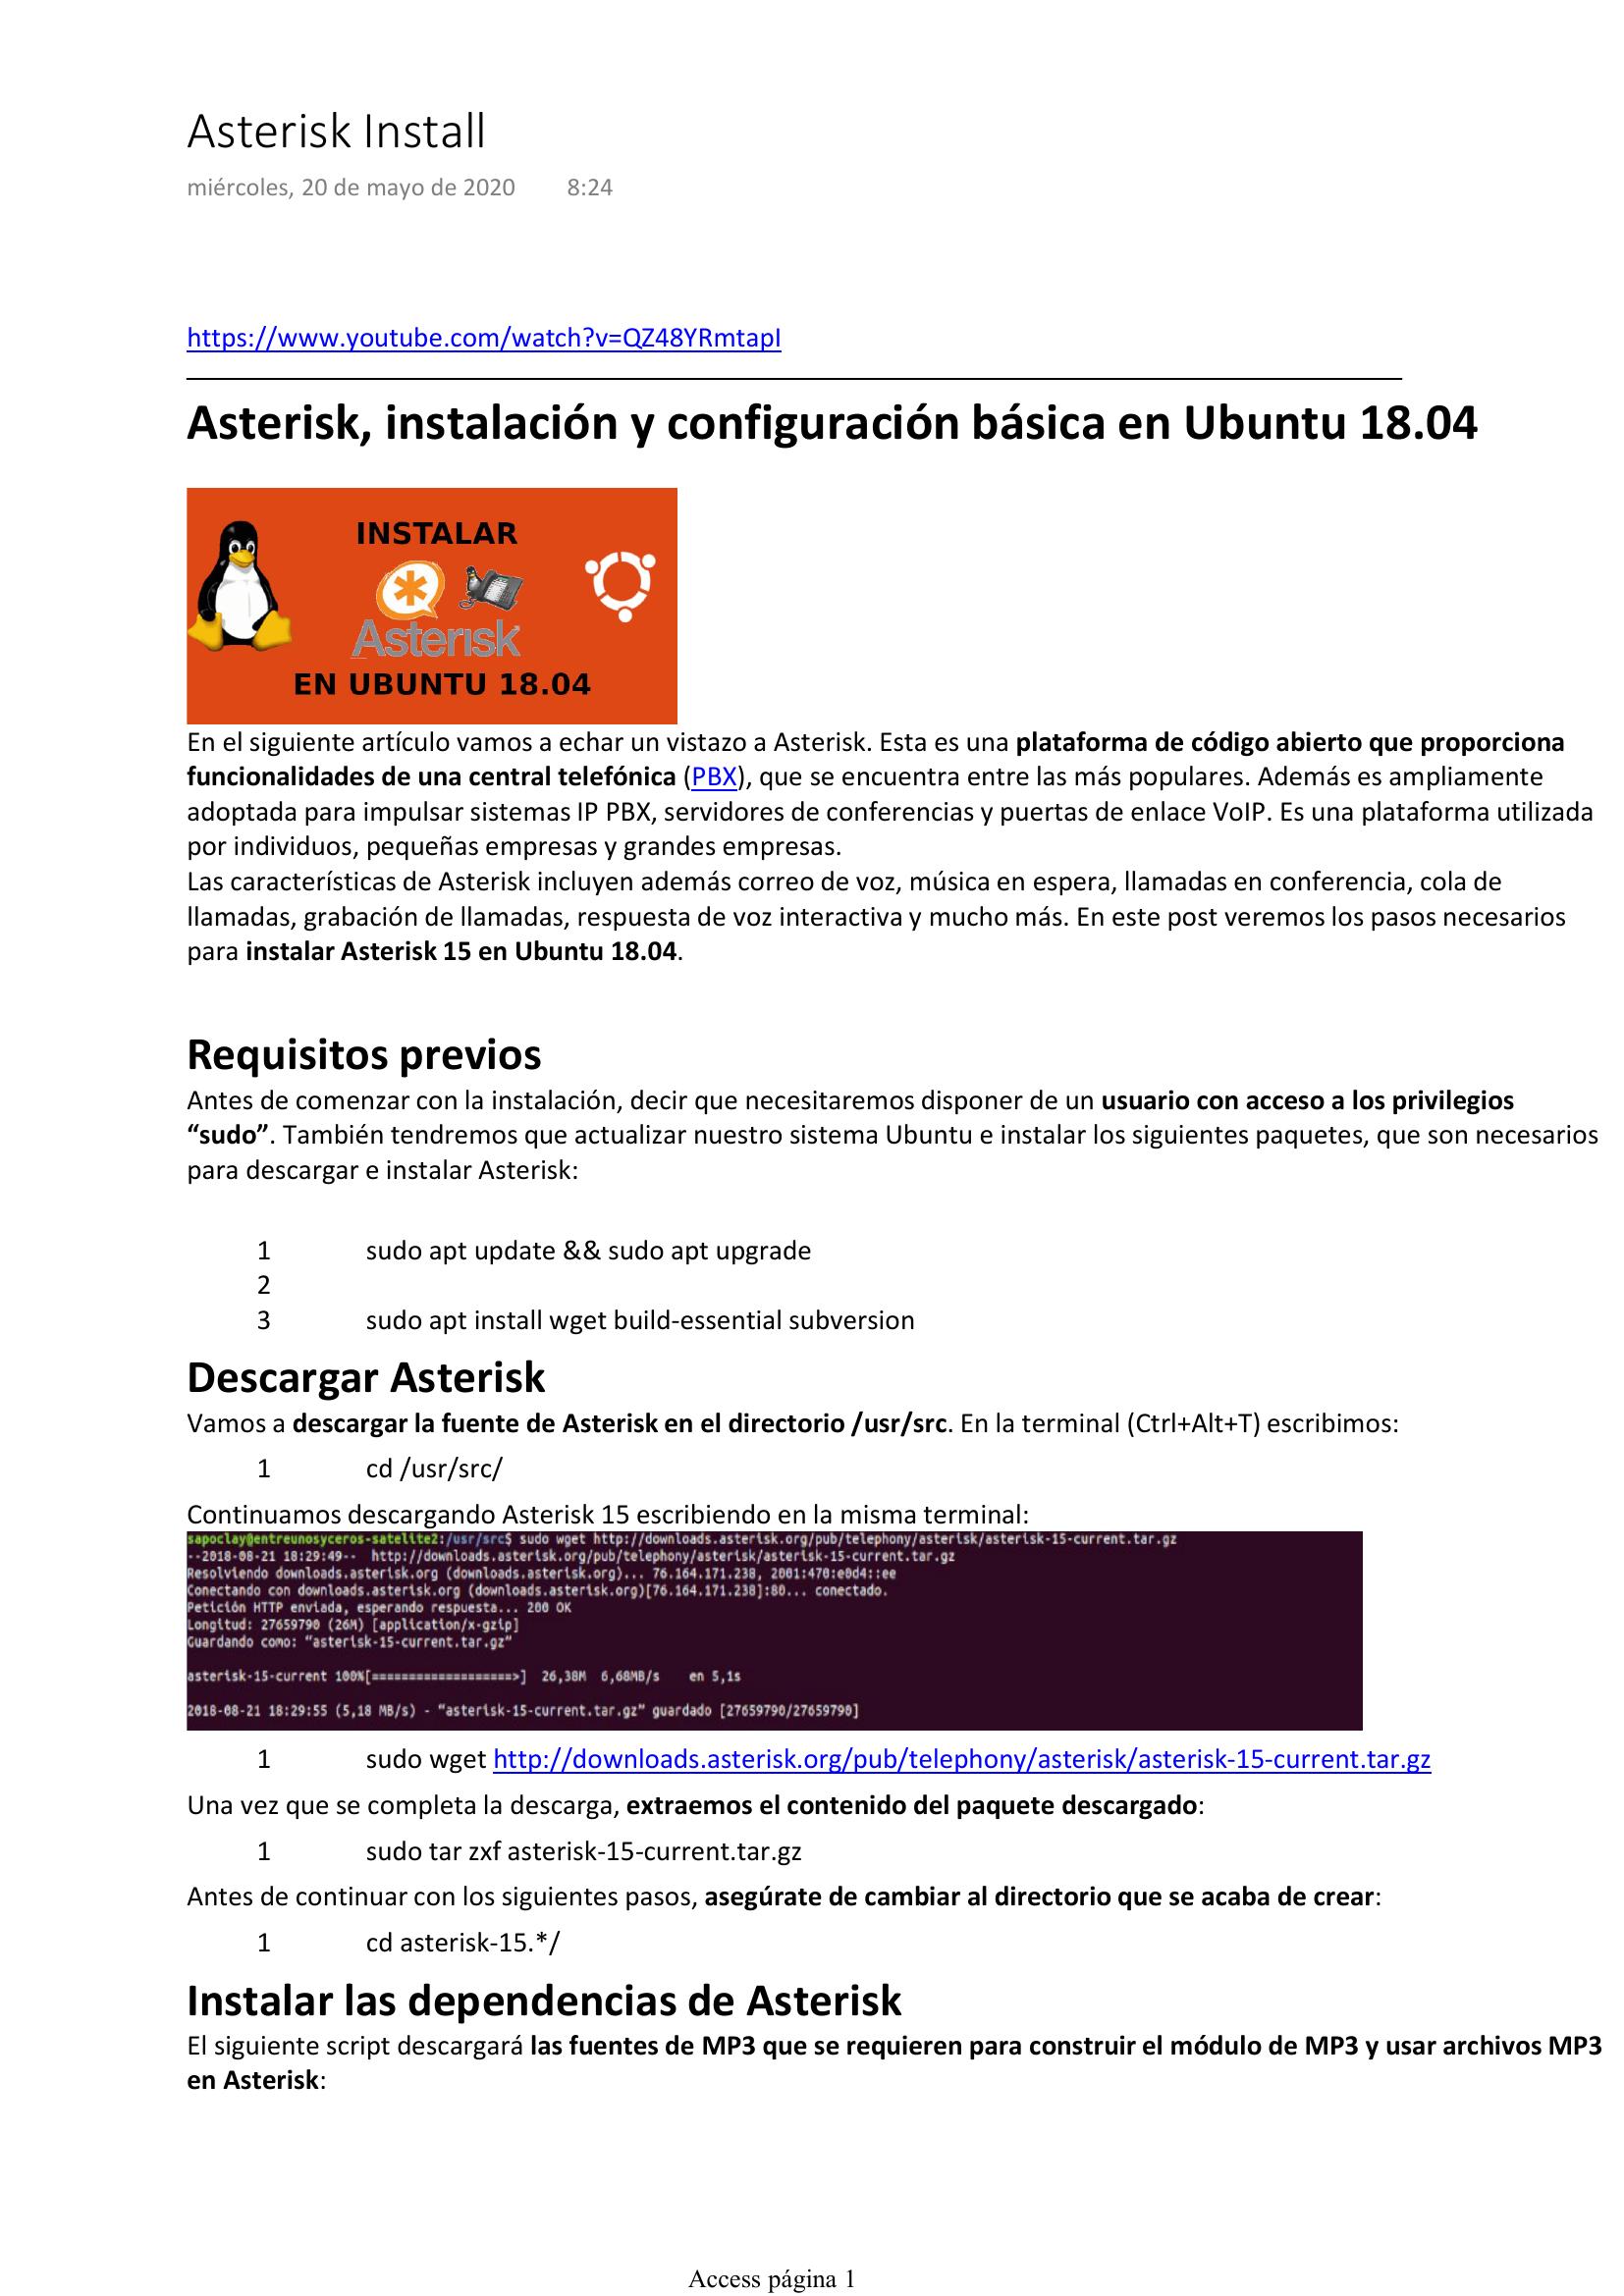 Asterisk Install
miércoles, 20 de mayo de 2020 8:24
https://www.youtube.com/watch?v=QZ48YRmtapI
Asterisk, instalación y configuración básica en Ubuntu 18.04
INSTALAR
Asterisk
EN UBUNTU 18.04
En el siguiente artículo vamos a echar un vistazo a Asterisk. Esta es una plataforma de código abierto que proporciona
funcionalidades de una central telefónica (PBX), que se encuentra entre las más populares. Además es ampliamente
adoptada para impulsar sistemas IP PBX, servidores de conferencias y puertas de enlace VoIP. Es una plataforma utilizada
por individuos, pequeñas empresas y grandes empresas.
Las características de Asterisk incluyen además correo de voz, música en espera, llamadas en conferencia, cola de
llamadas, grabación de llamadas, respuesta de voz interactiva y mucho más. En este post veremos los pasos necesarios
para instalar Asterisk 15 en Ubuntu 18.04.
Requisitos previos
Antes de comenzar con la instalación, decir que necesitaremos disponer de un usuario con acceso a los privilegios
“sudo”. También tendremos que actualizar nuestro sistema Ubuntu e instalar los siguientes paquetes, que son necesarios
para descargar e instalar Asterisk:
1 sudo apt update && sudo apt upgrade
2
3 sudo apt install wget build-essential subversion
Descargar Asterisk
Vamos a descargar la fuente de Asterisk en el directorio /usr/src. En la terminal (Ctrl+Alt+T) escribimos:
1 cd /usr/src/
Continuamos descargando Asterisk 15 escribiendo en la misma terminal:
sapoclay@entreunosyceros-satelite2:/usr/src$ sudo wget http://downloads.asterisk.org/pub/telephony/asterisk/asterisk-15-current.tar.gz
--2018-08-21 18:29:49-- http://downloads.asterisk.org/pub/telephony/asterisk/asterisk-15-current.tar.gz
Resolviendo downloads.asterisk.org (downloads.asterisk.org)... 76.164.171.238, 2001:470:e0d4::ee
Conectando con downloads.asterisk.org (downloads.asterisk.org)[76.164.171.238]:80... conectado.
Petición HTTP enviada, esperando respuesta... 200 OK
Longitud: 27659790 (26M) [application/x-gzip]
Guardando como: “asterisk-15-current.tar.gz”
asterisk-15-current 100%[===================>] 26,38M 6,68MB/s en 5,1s
2018-08-21 18:29:55 (5,18 MB/s) - “asterisk-15-current.tar.gz” guardado [27659790/27659790]
1 sudo wget http://downloads.asterisk.org/pub/telephony/asterisk/asterisk-15-current.tar.gz
Una vez que se completa la descarga, extraemos el contenido del paquete descargado:
1 sudo tar zxf asterisk-15-current.tar.gz
Antes de continuar con los siguientes pasos, asegúrate de cambiar al directorio que se acaba de crear:
1 cd asterisk-15.*/
Instalar las dependencias de Asterisk
El siguiente script descargará las fuentes de MP3 que se requieren para construir el módulo de MP3 y usar archivos MP3
en Asterisk:
Access página 1